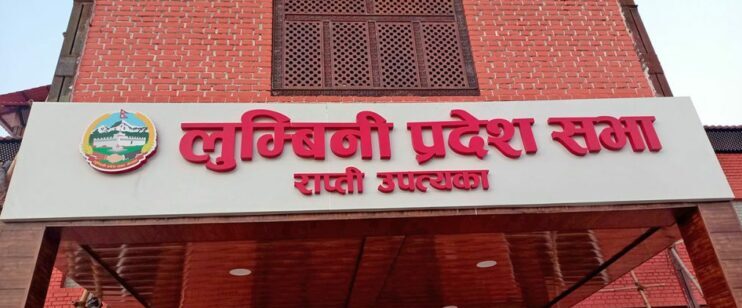 लुम्बिनी प्रदेश सभा
राप्ती उपत्यका